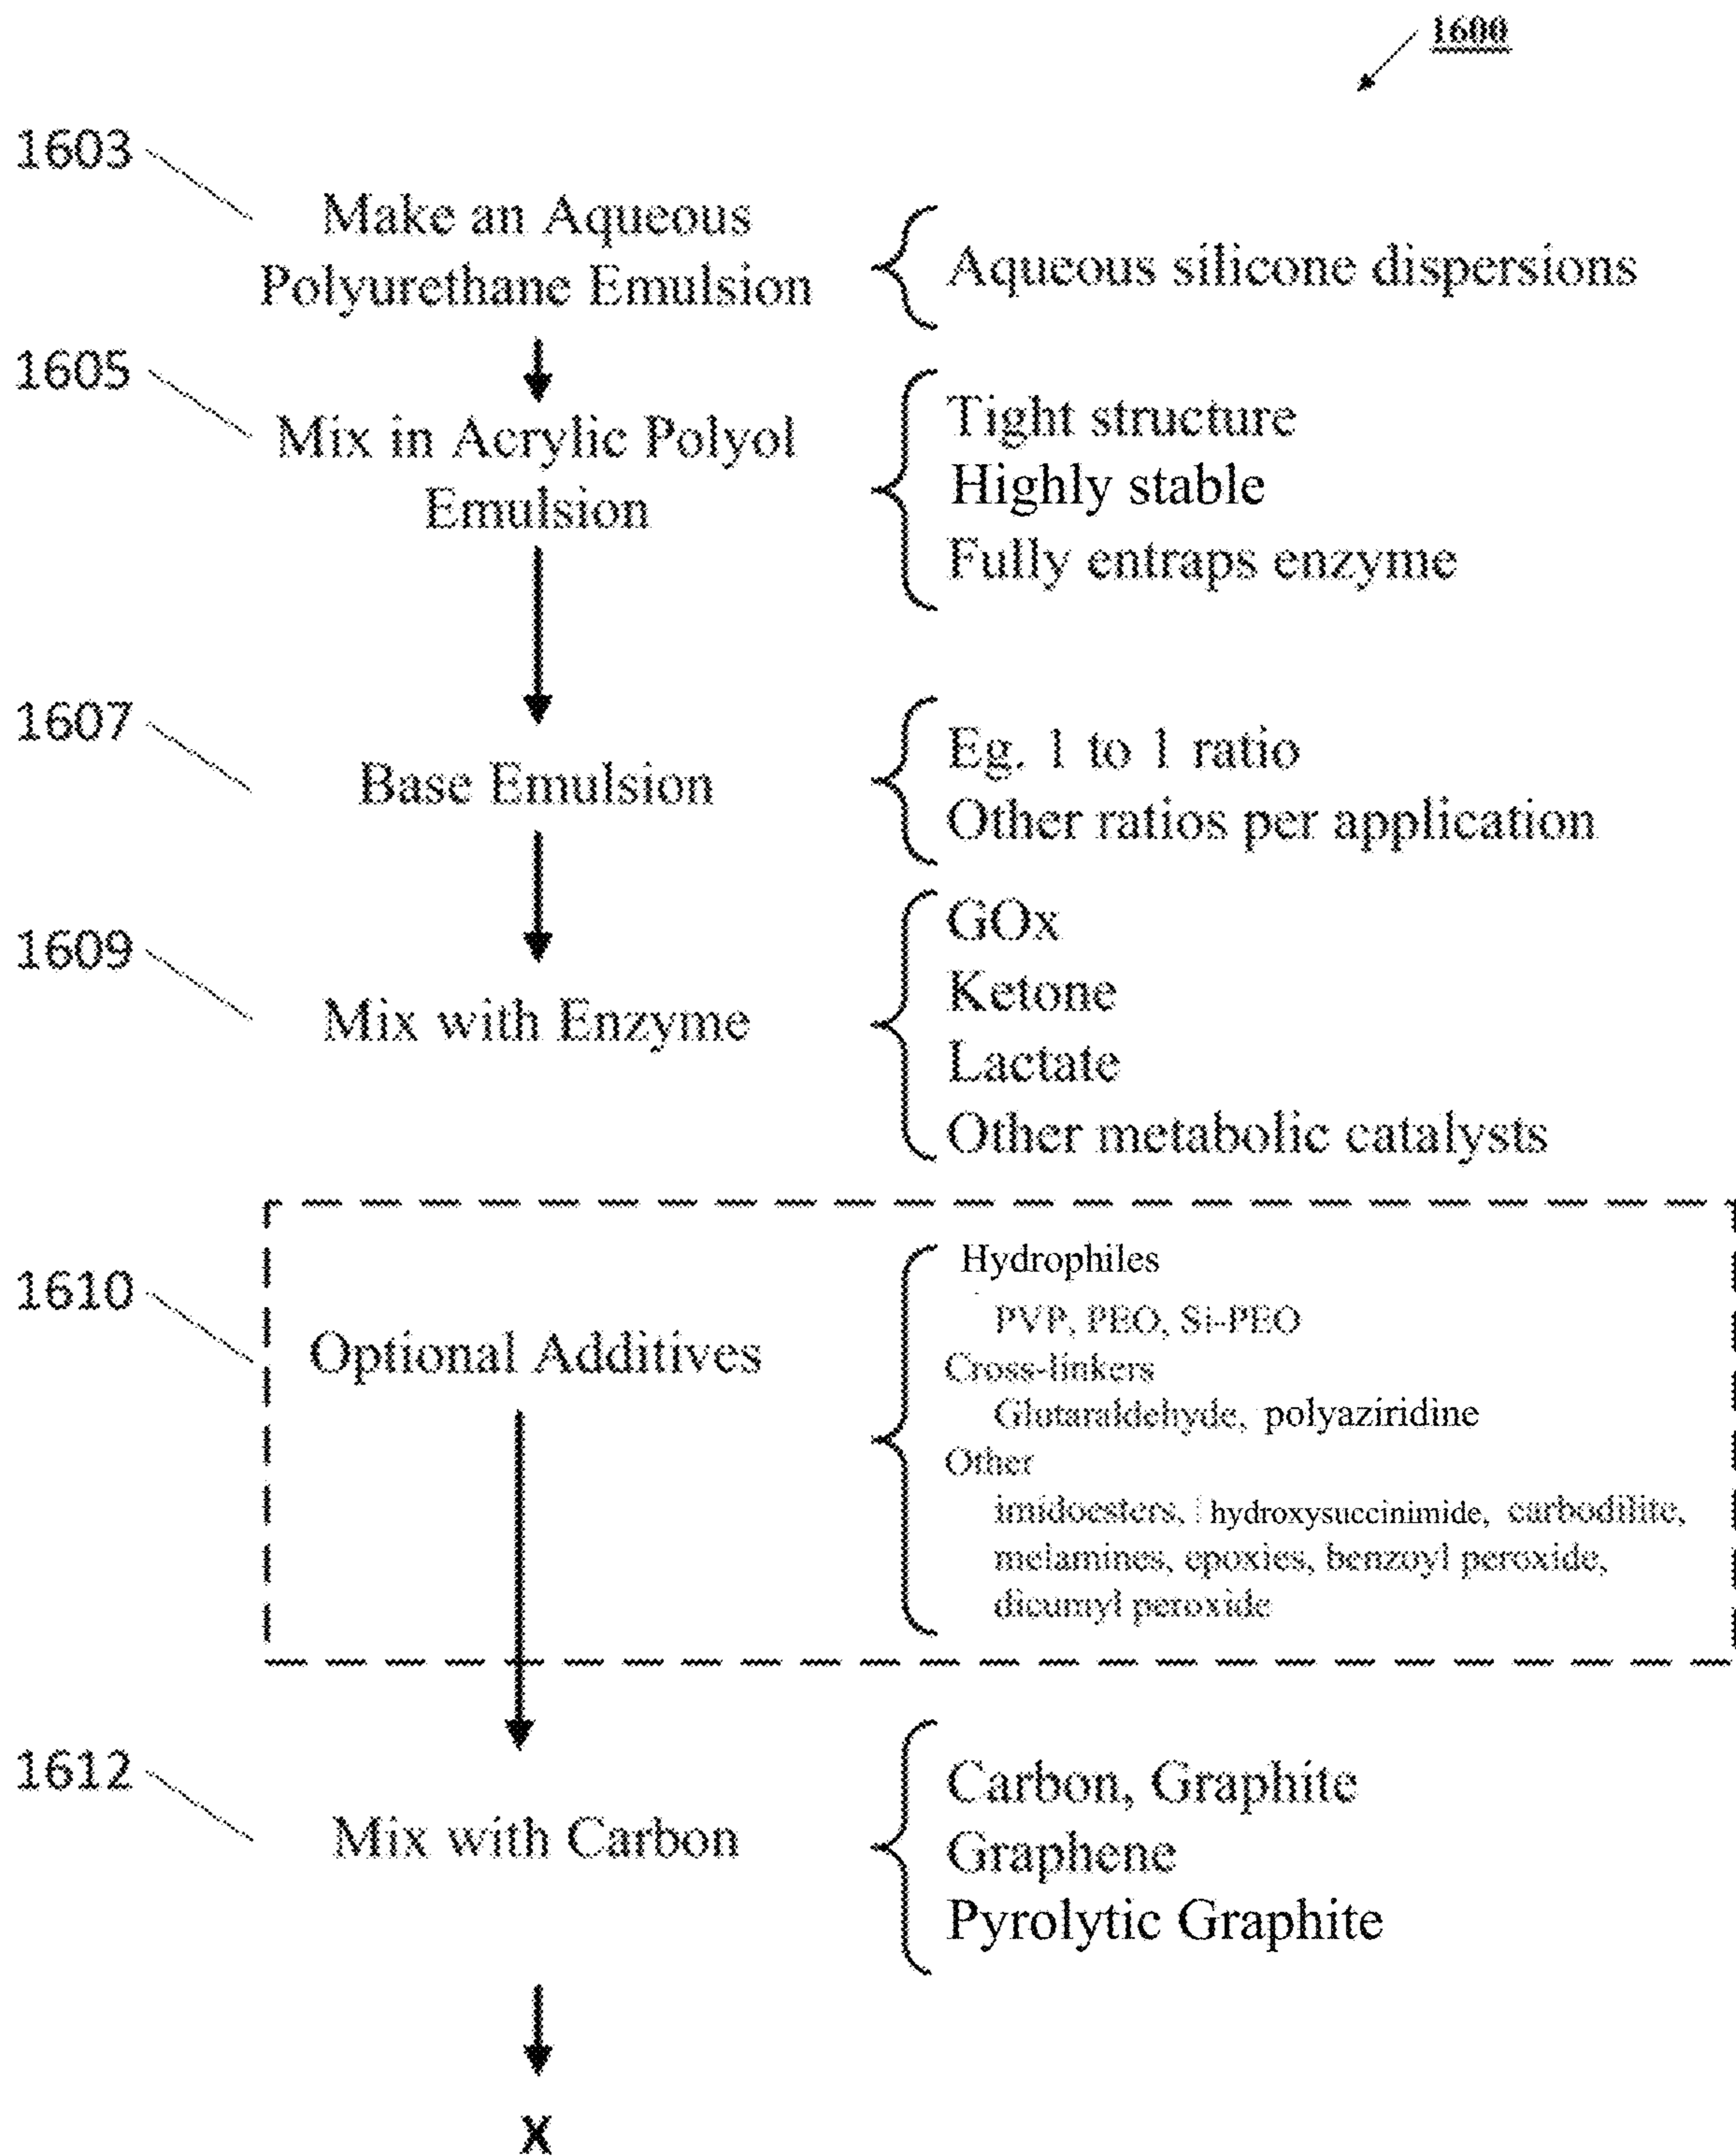 1600
1603
Make an Aqueous
Polyurethane Emulsion
Aqueous silicone dispersions
1605
Mix in Acrylic Polyol
Emulsion
Tight structure
Highly stable
Fully entraps enzyme
1607
Base Emulsion
Eg. 1 to 1 ratio
Other ratios per application
1609
Mix with Enzyme
GOx
Ketone
Lactate
Other metabolic catalysts
1610
Optional Additives
Hydrophiles
PVP, PEO, Si-PEO
Cross-linkers
Glutaraldehyde, polyaziridine
Other
imidoesters, hydroxysuccinimide, carbodilite,
melamines, epoxies, benzoyl peroxide,
dicumyl peroxide
1612
Mix with Carbon
Carbon, Graphite
Graphene
Pyrolytic Graphite
X